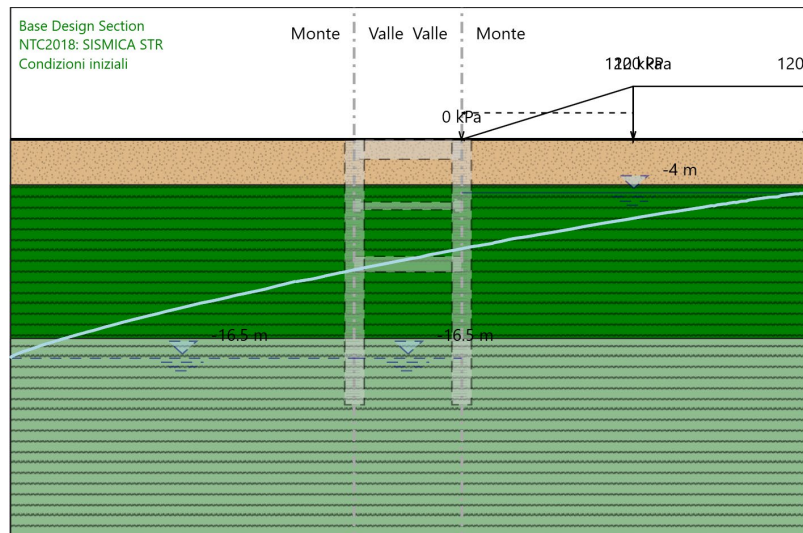 Base Design Section
NTC2018: SISMICA STR
Condizioni iniziali
Monte
Valle
Valle
Monte
120
0 kPa
-4 m
-16.5 m
-16.5 m